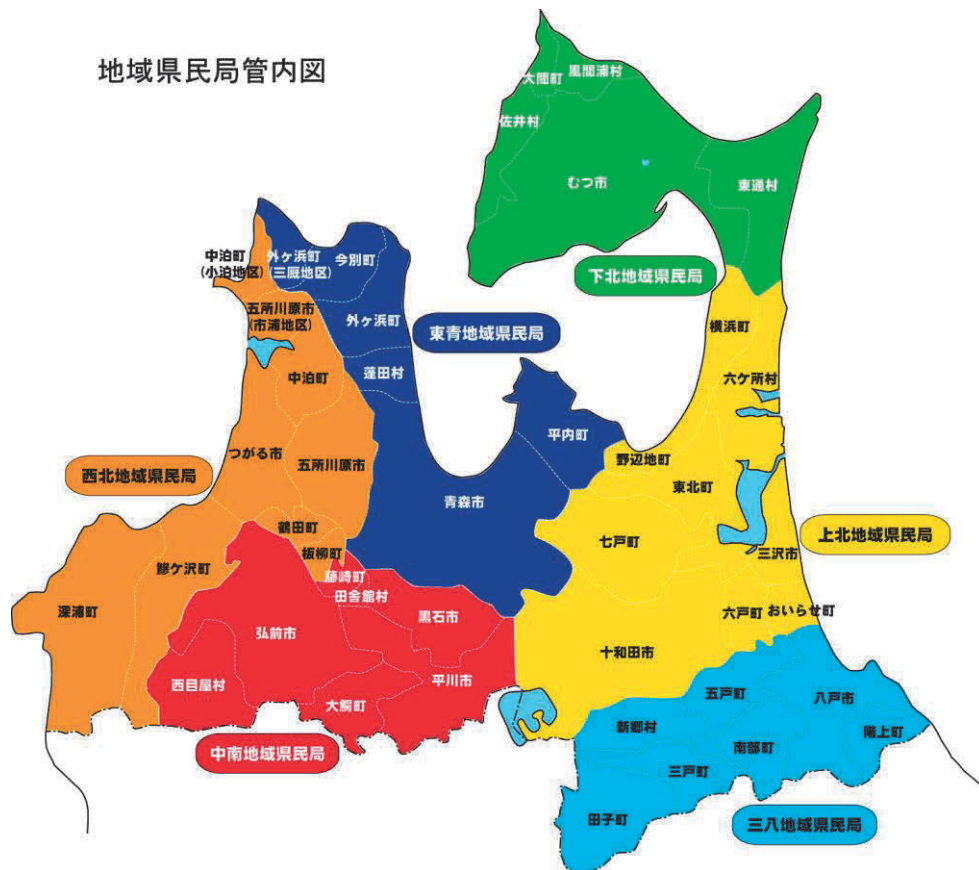 地域県民局管内図
大間町
風間浦村
佐井村
むつ市
東通村
下北地域県民局
中泊町
(小泊地区)
外ヶ浜町
(三厩地区)
今別町
五所川原市
(市浦地区)
外ヶ浜町
東青地域県民局
横浜町
中泊町
蓬田村
六ケ所村
つがる市
五所川原市
平内町
野辺地町
西北地域県民局
青森市
東北町
鶴田町
板柳町
七戸町
三沢市
上北地域県民局
鰺ケ沢町
藤崎町
田舎館村
深浦町
黒石市
六戸町
おいらせ町
弘前市
十和田市
西目屋村
平川市
大鰐町
五戸町
八戸市
新郷村
階上町
中南地域県民局
南部町
三戸町
田子町
三八地域県民局